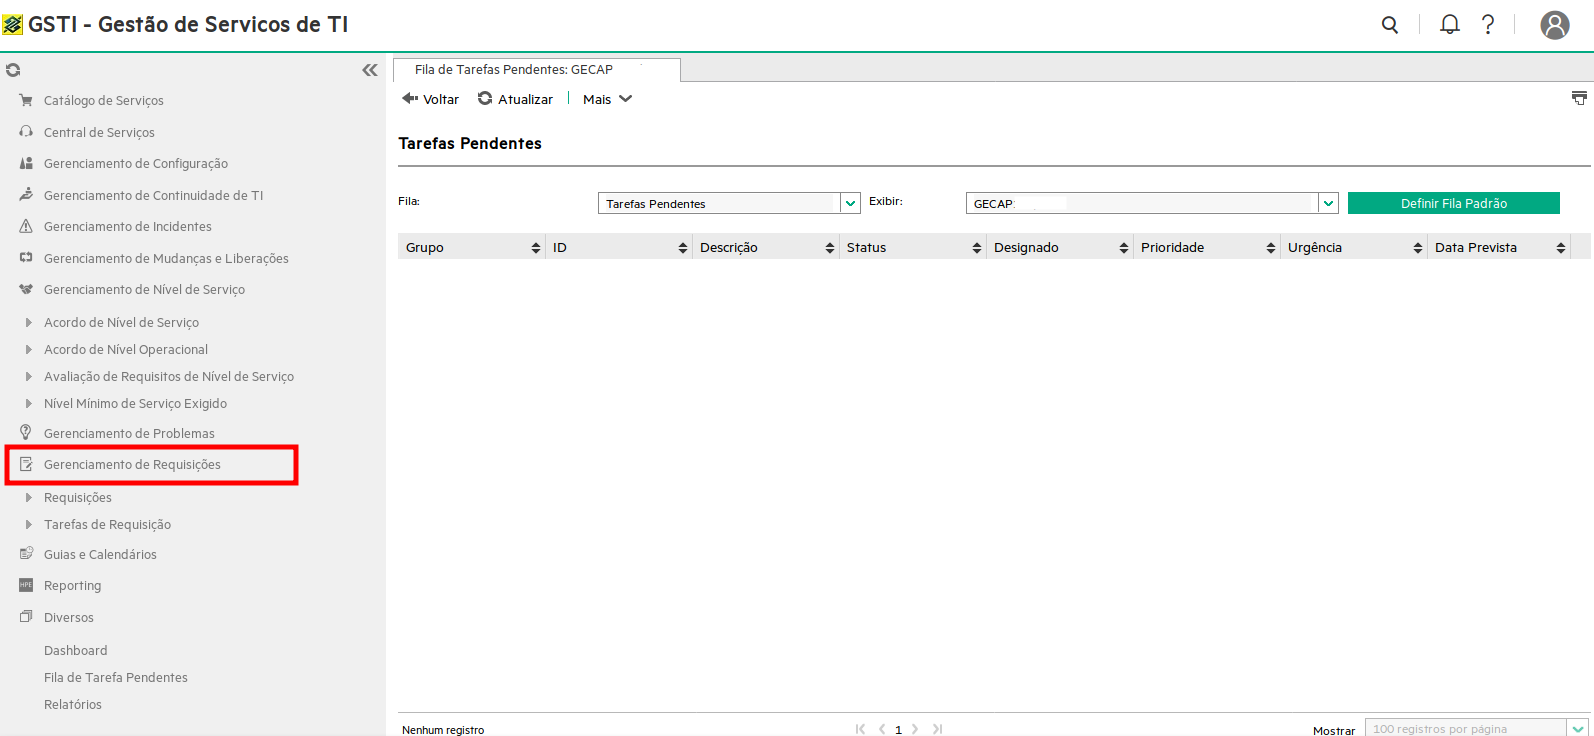 GSTI - Gestão de Servicos de TI
Catálogo de Serviços
Central de Serviços
Gerenciamento de Configuração
Gerenciamento de Continuidade de TI
Gerenciamento de Incidentes
Gerenciamento de Mudanças e Liberações
Gerenciamento de Nível de Serviço
Acordo de Nível de Serviço
Acordo de Nível Operacional
Avaliação de Requisitos de Nível de Serviço
Nível Mínimo de Serviço Exigido
Gerenciamento de Problemas
Gerenciamento de Requisições
Requisições
Tarefas de Requisição
Guias e Calendários
HPE Reporting
Diversos
Dashboard
Fila de Tarefa Pendentes
Relatórios
Fila de Tarefas Pendentes: GECAP
Voltar Atualizar Mais
Tarefas Pendentes
Fila: Tarefas Pendentes Exibir: GECAP: Definir Fila Padrão
Grupo ID Descrição Status Designado Prioridade Urgência Data Prevista
Nenhum registro 1 Mostrar 100 registros por página